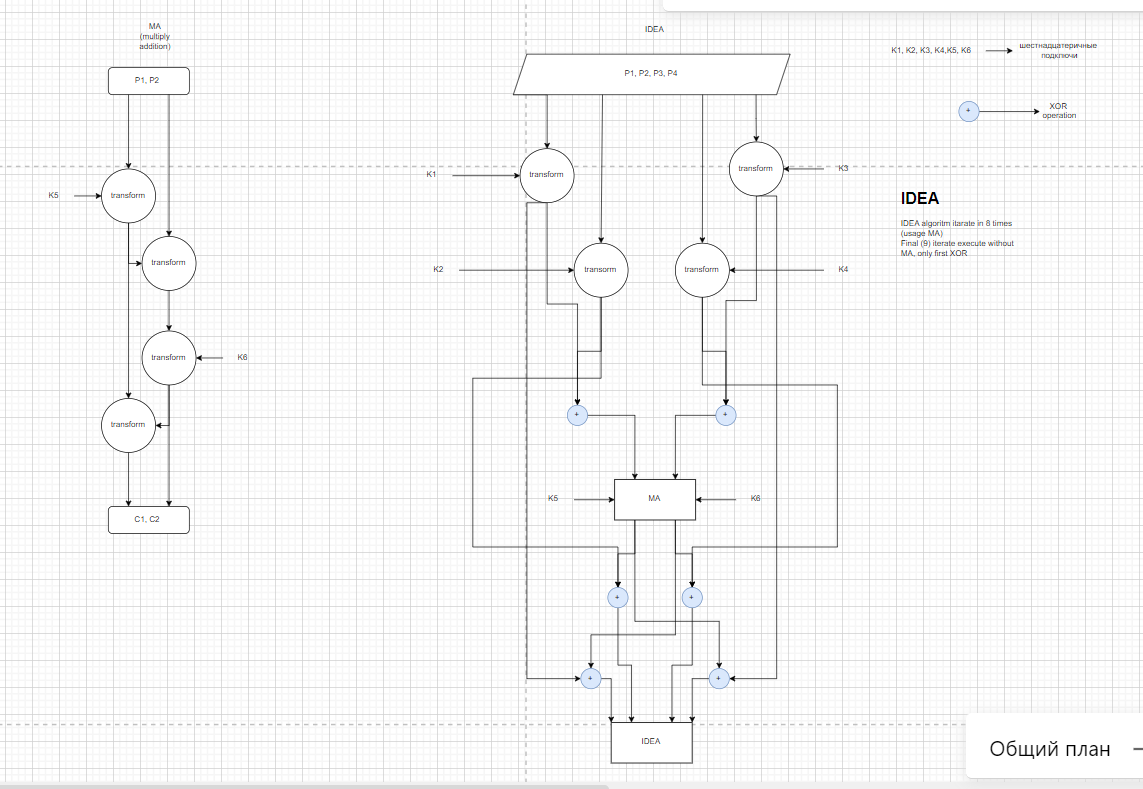 MA
(multiply
addition)
P1, P2
K5
transform
transform
transform
K6
transform
C1, C2
IDEA
P1, P2, P3, P4
K1
transform
transform
K3
K2
transorm
transform
K4
+
+
K5
MA
K6
+
+
+
+
IDEA
K1, K2, K3, K4,K5, K6
шестнадцатеричные
подключи
+
XOR
operation
IDEA
IDEA algoritm itarate in 8 times
(usage MA)
Final (9) iterate execute without
MA, only first XOR
Общий план